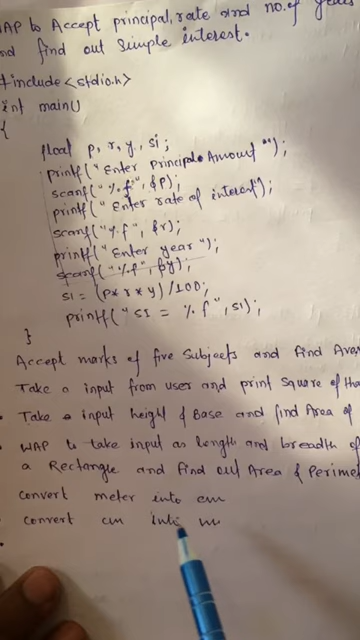 WAP to Accept principal, rate and no. of years
and find out simple interest.
#include<stdio.h>
int main()
{
float p, r, y, si;
printf("Enter Principal Amount");
scanf("%f", &p);
printf("Enter rate of interest");
scanf("%f", &r);
printf("Enter year");
scanf("%f", &y);
si = (p*r*y)/100;
printf("SI = %f", si);
}
Accept marks of five Subjects and find Aver
Take a input from user and print Square of tha
Take a input height & Base and find Area of
WAP to take input as length and breadth of
a Rectangle and find out Area & Perime
convert meter into cm
convert cm into m